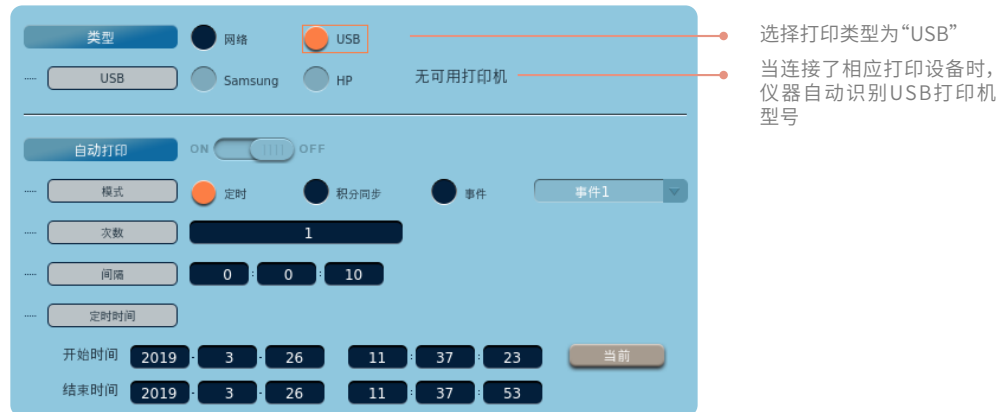 类型 网络 USB 选择打印类型为“USB”
USB Samsung HP 无可用打印机 当连接了相应打印设备时，
仪器自动识别USB打印机
型号
自动打印 ON OFF
模式 定时 积分同步 事件 事件1
次数 1
间隔 0 : 0 : 10
定时时间
开始时间 2019 - 3 - 26 11 : 37 : 23 当前
结束时间 2019 - 3 - 26 11 : 37 : 53